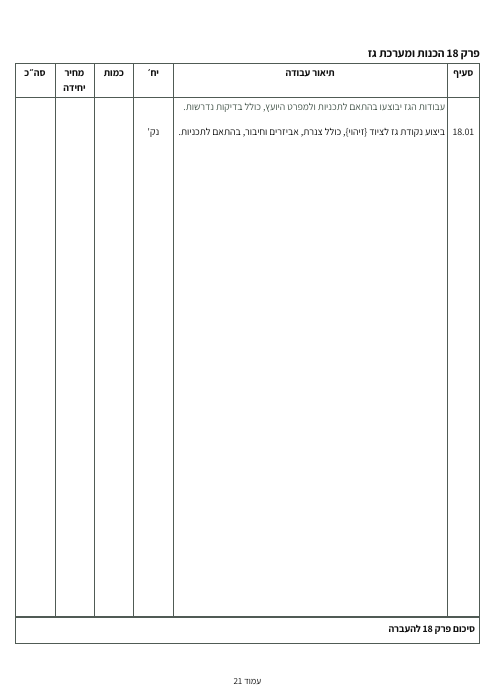 פרק 18 הכנות ומערכת גז
סעיף תיאור עבודה יח׳ כמות מחיר יחידה סה״כ
עבודות הגז יבוצעו בהתאם לתכניות ולמפרט היועץ, כולל בדיקות נדרשות.
18.01 ביצוע נקודת גז לציוד {זיהוי}, כולל צנרת, אביזרים וחיבור, בהתאם לתכניות. נק'
סיכום פרק 18 להעברה
עמוד 21